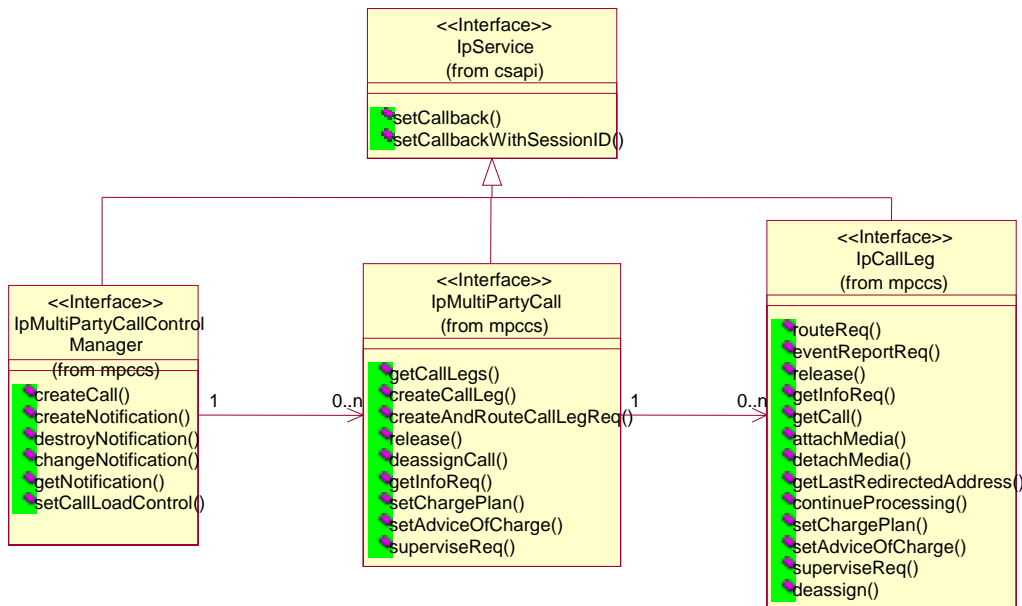 <<Interface>>
IpService
(from csapi)
setCallback()
setCallbackWithSessionID()
<<Interface>>
IpMultiPartyCallControl
Manager
(from mpccs)
createCall()
createNotification()
destroyNotification()
changeNotification()
getNotification()
setCallLoadControl()
1
0..n
<<Interface>>
IpMultiPartyCall
(from mpccs)
getCallLegs()
createCallLeg()
createAndRouteCallLegReq()
release()
deassignCall()
getInfoReq()
setChargePlan()
setAdviceOfCharge()
superviseReq()
1
0..n
<<Interface>>
IpCallLeg
(from mpccs)
routeReq()
eventReportReq()
release()
getInfoReq()
getCall()
attachMedia()
detachMedia()
getLastRedirectedAddress()
continueProcessing()
setChargePlan()
setAdviceOfCharge()
superviseReq()
deassign()